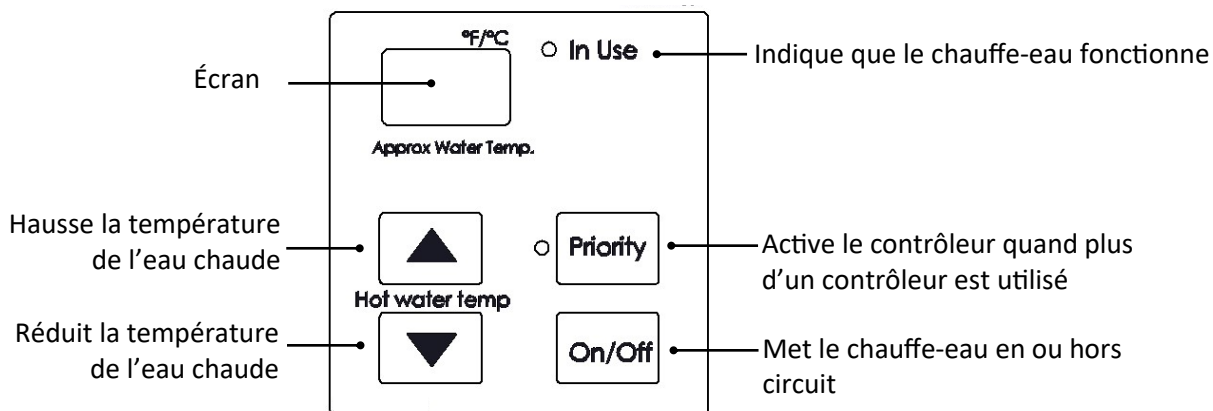 °F/°C
In Use
Indique que le chauffe-eau fonctionne
Écran
Approx Water Temp.
Hausse la température
de l’eau chaude
Priority
Active le contrôleur quand plus
d’un contrôleur est utilisé
Hot water temp
Réduit la température
de l’eau chaude
On/Off
Met le chauffe-eau en ou hors
circuit